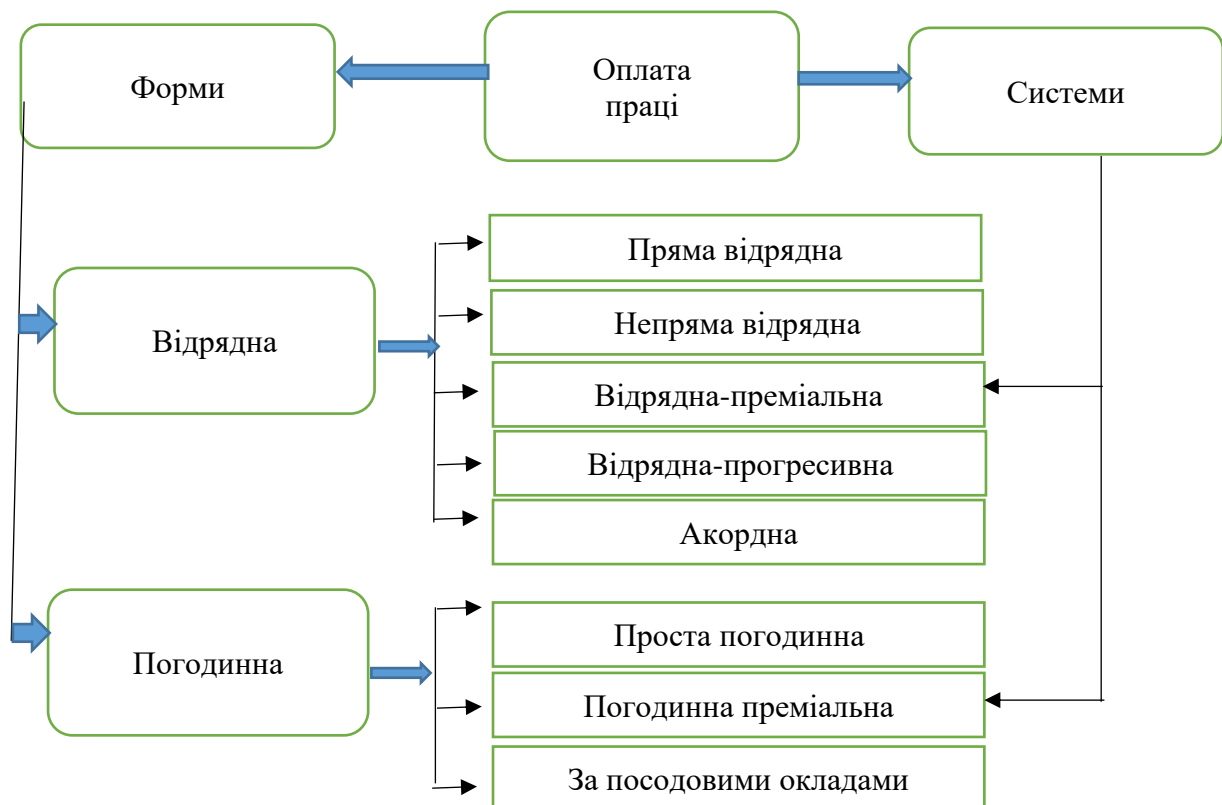 Форми
Оплата
праці
Системи
Пряма відрядна
Відрядна
Непряма відрядна
Відрядна-преміальна
Відрядна-прогресивна
Акордна
Погодинна
Проста погодинна
Погодинна преміальна
За посодовими окладами